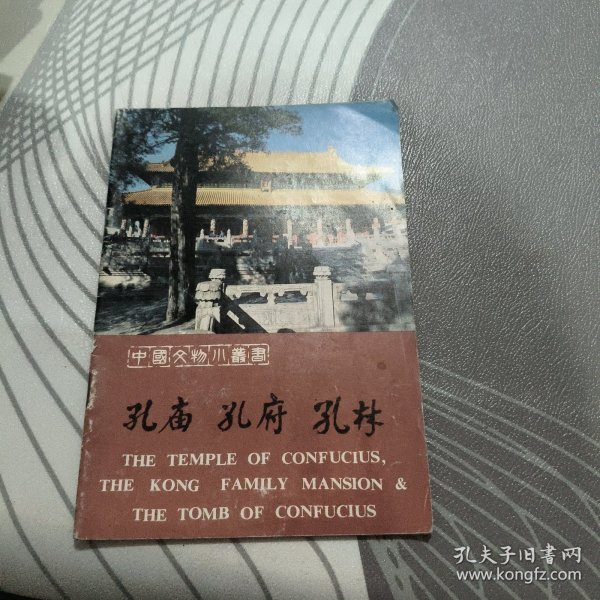 中國文物小叢書
孔庙 孔府 孔林
THE TEMPLE OF CONFUCIUS,
THE KONG FAMILY MANSION &
THE TOMB OF CONFUCIUS
孔夫子旧书网
www.kongfz.com